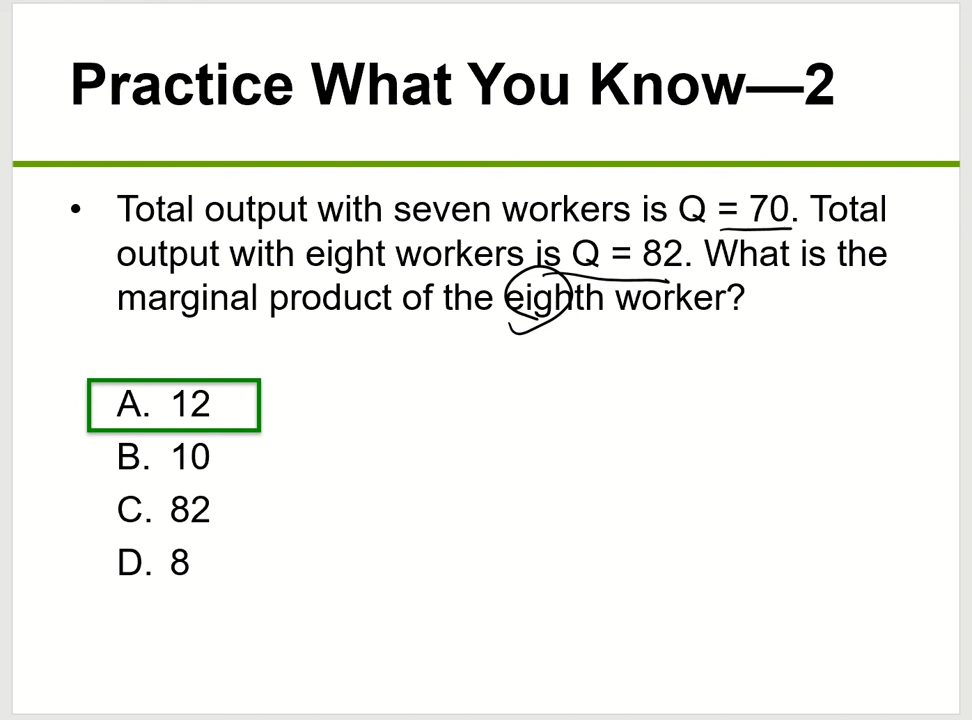 Practice What You Know—2
• Total output with seven workers is Q = 70. Total
output with eight workers is Q = 82. What is the
marginal product of the eighth worker?
A. 12
B. 10
C. 82
D. 8